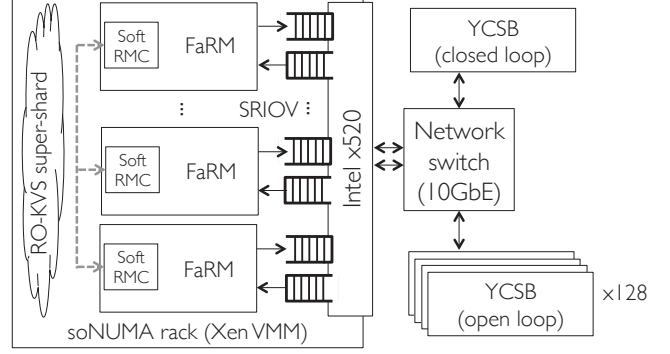 RO-KVS super-shard
Soft
RMC
FaRM
⋮
SRIOV ⋮
Soft
RMC
FaRM
Soft
RMC
FaRM
soNUMA rack (Xen VMM)
Intel x520
YCSB
(closed loop)
Network
switch
(10GbE)
YCSB
(open loop)
x128